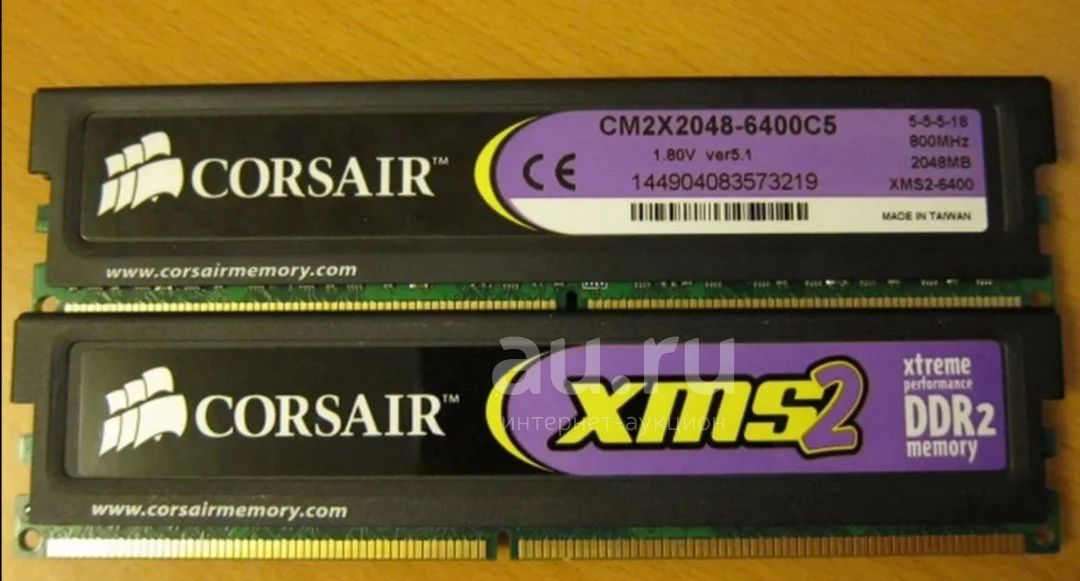 CORSAIR™
www.corsairmemory.com
CM2X2048-6400C5
1.80V ver5.1
144904083573219
CE
5-5-5-18
800MHz
2048MB
XMS2-6400
MADE IN TAIWAN
CORSAIR™
www.corsairmemory.com
xms2
xtreme
performance
DDR2
memory
au.ru
интернет-аукцион